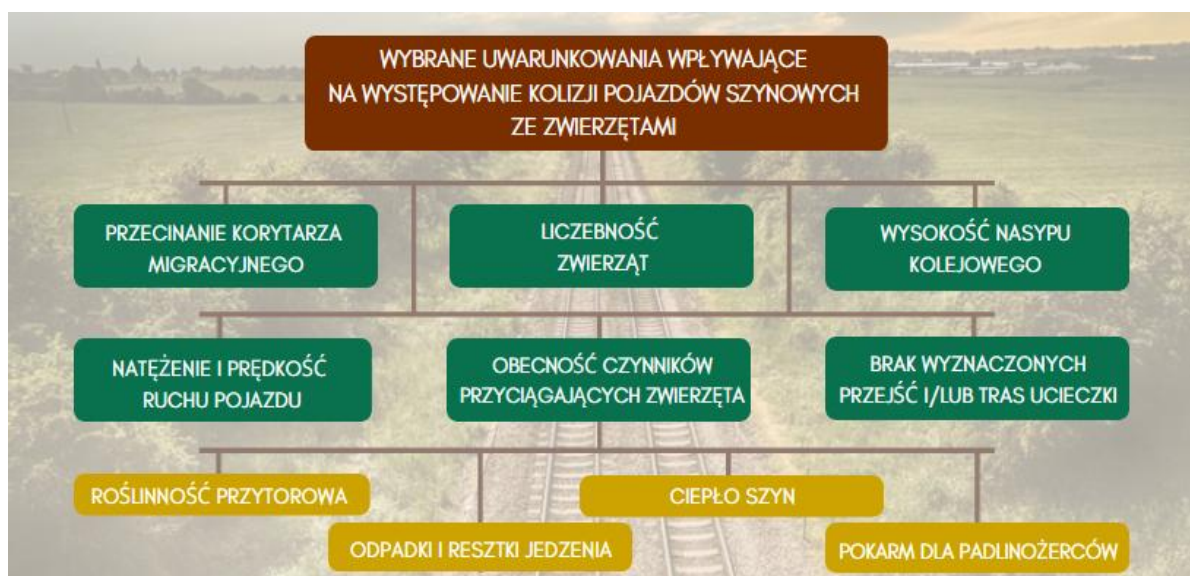 WYBRANE UWARUNKOWANIA WPŁYWAJĄCE
NA WYSTĘPOWANIE KOLIZJI POJAZDÓW SZYNOWYCH
ZE ZWIERZĘTAMI
PRZECINANIE KORYTARZA
MIGRACYJNEGO
LICZEBNOŚĆ
ZWIERZĄT
WYSOKOŚĆ NASYPU
KOLEJOWEGO
NATĘŻENIE I PRĘDKOŚĆ
RUCHU POJAZDU
OBECNOŚĆ CZYNNIKÓW
PRZYCIĄGAJĄCYCH ZWIERZĘTA
BRAK WYZNACZONYCH
PRZEJŚĆ I/LUB TRAS UCIECZKI
ROŚLINNOŚĆ PRZYTOROWA
CIEPŁO SZYN
ODPADKI I RESZTKI JEDZENIA
POKARM DLA PADLINOŻERCÓW